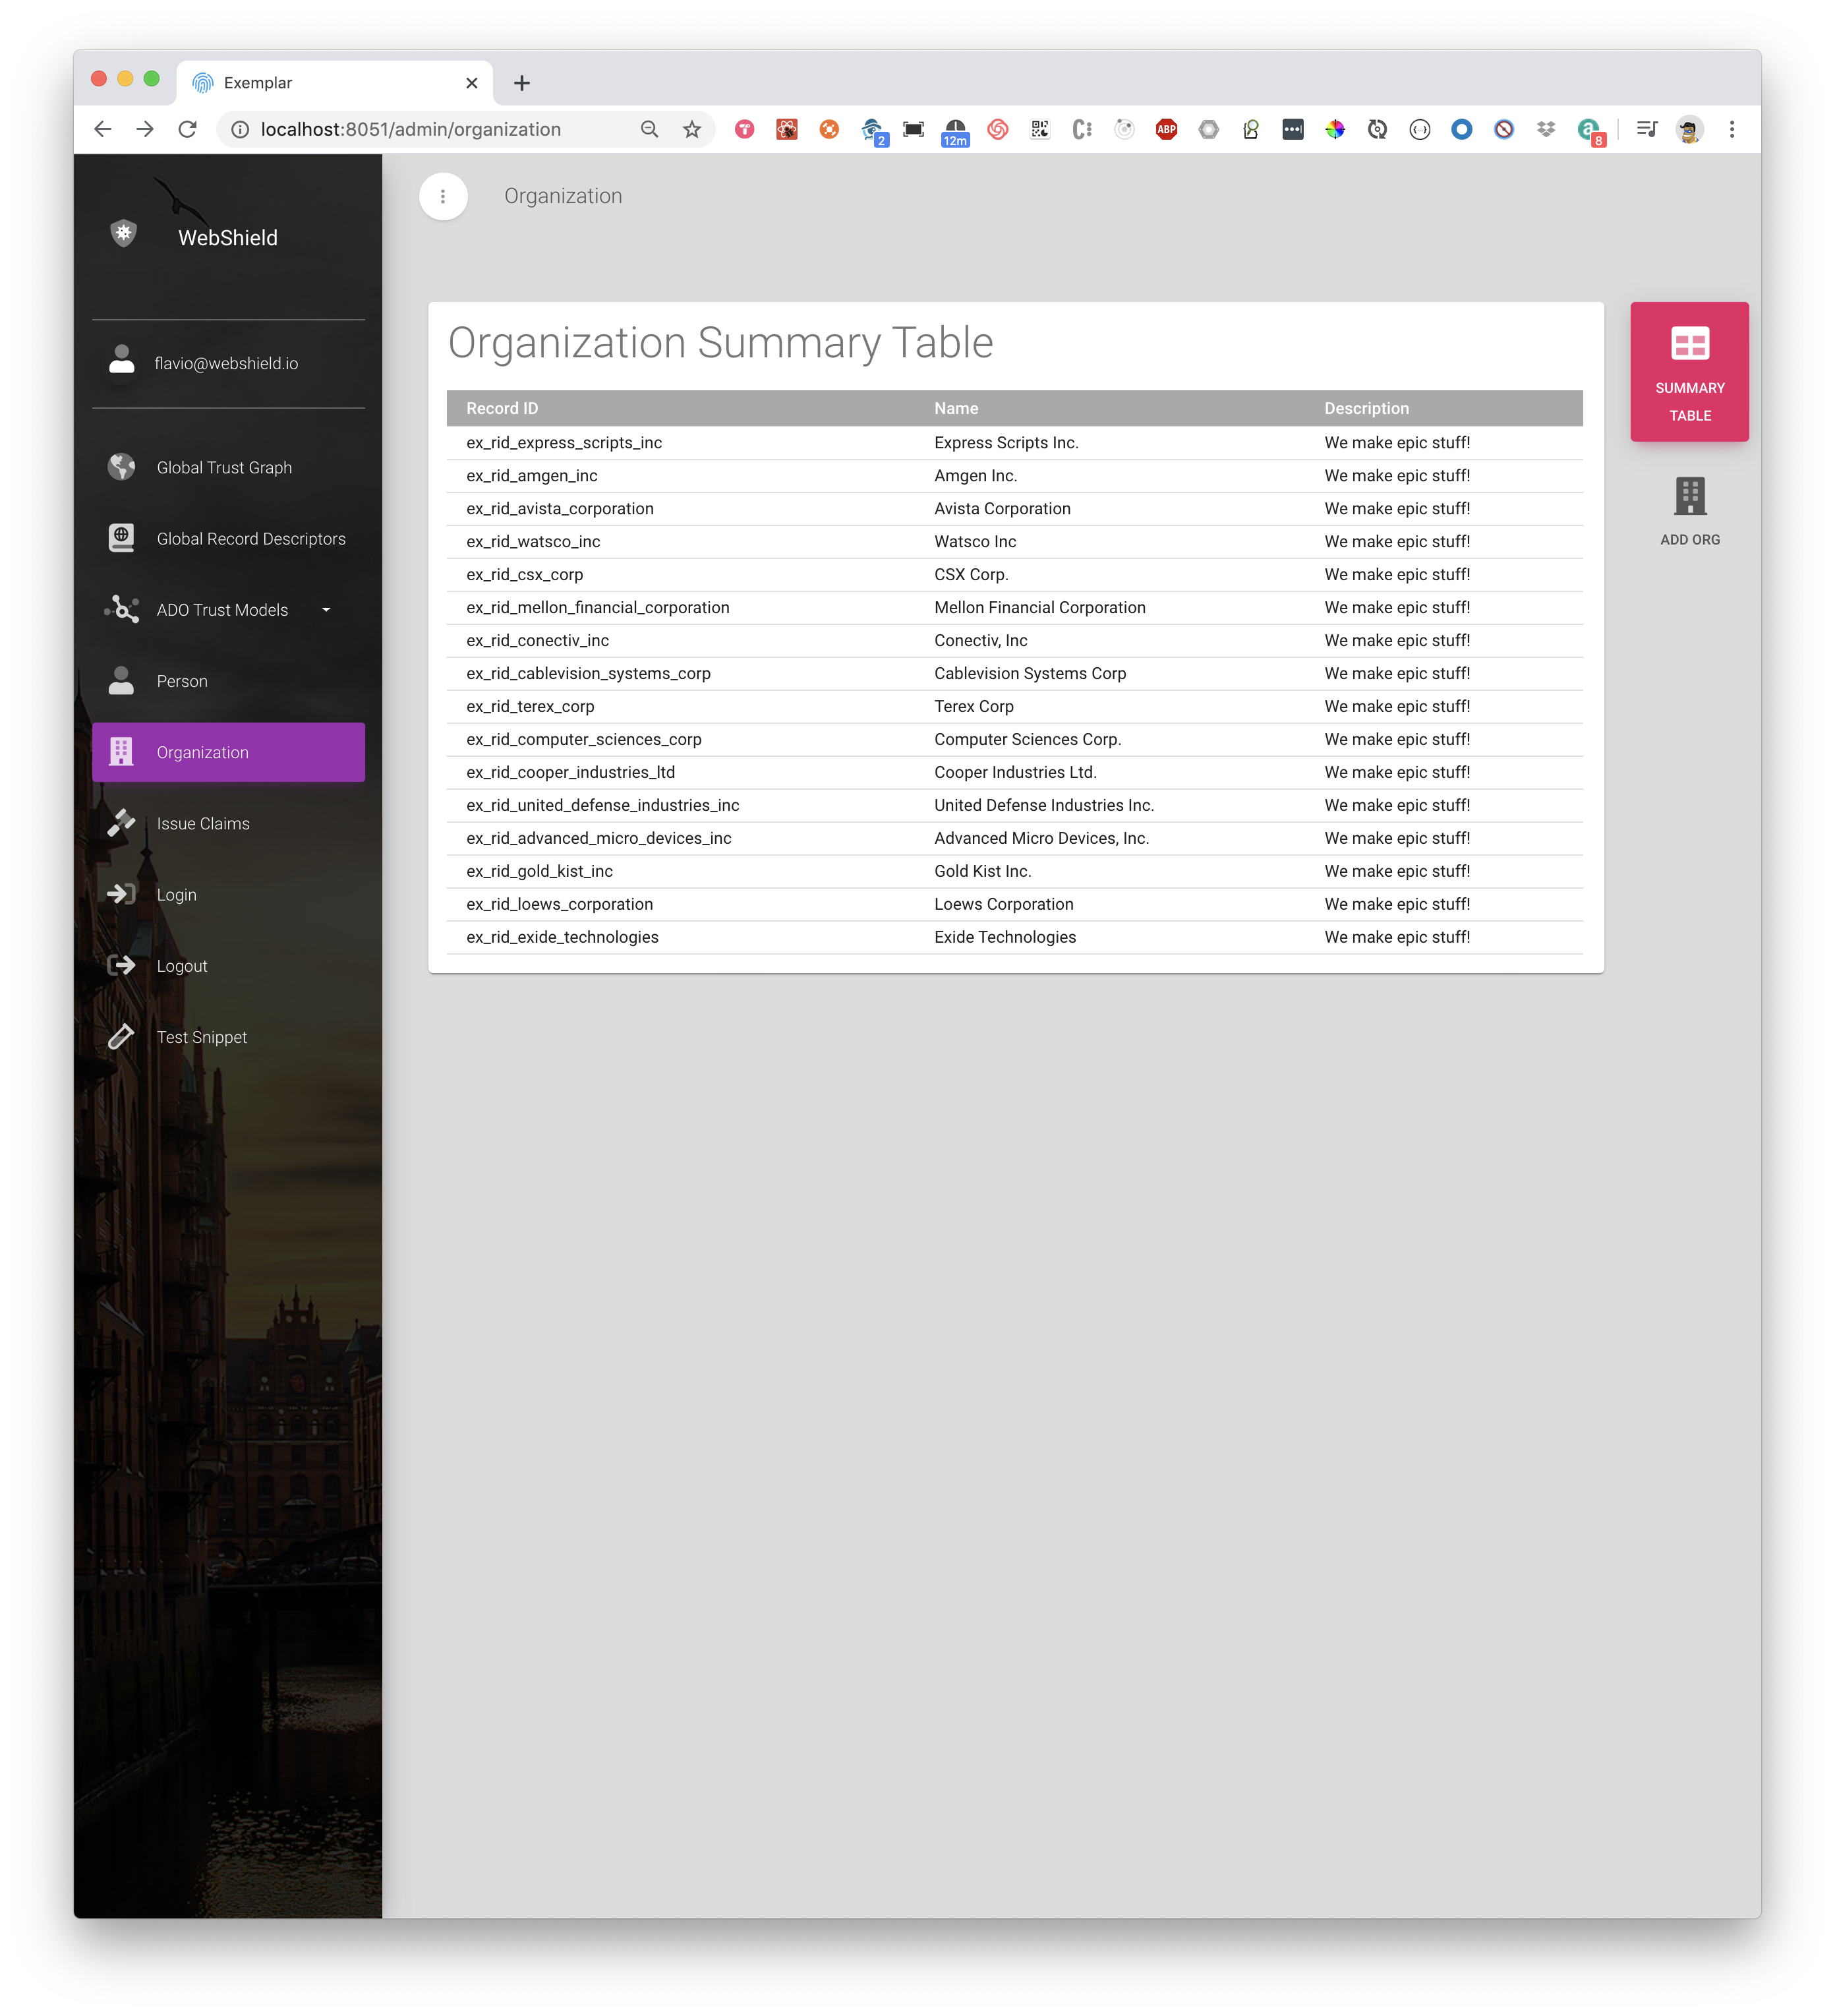 Exemplar
localhost:8051/admin/organization
2
12m
ABP
8
WebShield
Organization
flavio@webshield.io
Global Trust Graph
Global Record Descriptors
ADO Trust Models
Person
Organization
Issue Claims
Login
Logout
Test Snippet
Organization Summary Table
Record ID Name Description
ex_rid_express_scripts_inc Express Scripts Inc. We make epic stuff!
ex_rid_amgen_inc Amgen Inc. We make epic stuff!
ex_rid_avista_corporation Avista Corporation We make epic stuff!
ex_rid_watsco_inc Watsco Inc We make epic stuff!
ex_rid_csx_corp CSX Corp. We make epic stuff!
ex_rid_mellon_financial_corporation Mellon Financial Corporation We make epic stuff!
ex_rid_conectiv_inc Conectiv, Inc We make epic stuff!
ex_rid_cablevision_systems_corp Cablevision Systems Corp We make epic stuff!
ex_rid_terex_corp Terex Corp We make epic stuff!
ex_rid_computer_sciences_corp Computer Sciences Corp. We make epic stuff!
ex_rid_cooper_industries_ltd Cooper Industries Ltd. We make epic stuff!
ex_rid_united_defense_industries_inc United Defense Industries Inc. We make epic stuff!
ex_rid_advanced_micro_devices_inc Advanced Micro Devices, Inc. We make epic stuff!
ex_rid_gold_kist_inc Gold Kist Inc. We make epic stuff!
ex_rid_loews_corporation Loews Corporation We make epic stuff!
ex_rid_exide_technologies Exide Technologies We make epic stuff!
SUMMARY
TABLE
ADD ORG